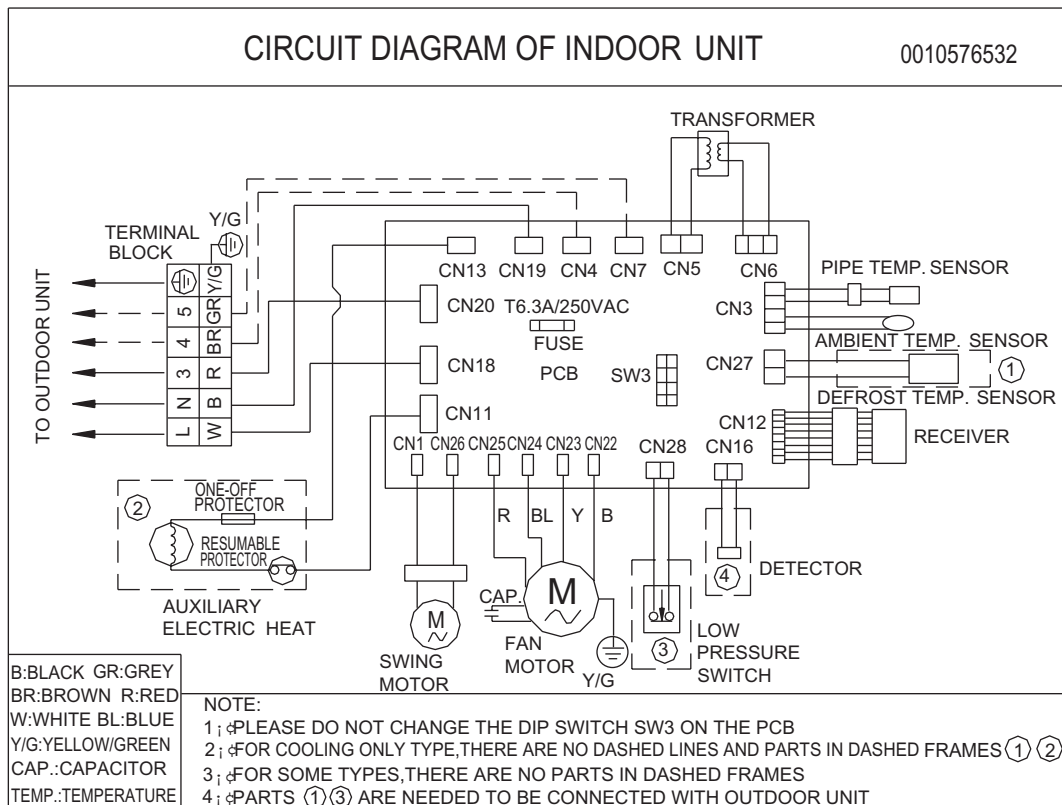 CIRCUIT DIAGRAM OF INDOOR UNIT
0010576532
TRANSFORMER
Y/G
TERMINAL
BLOCK
TO OUTDOOR UNIT
Y/G
5 GR
4 BR
3 R
N B
L W
CN13 CN19 CN4 CN7 CN5 CN6
CN20 T6.3A/250VAC
FUSE
PCB
CN18
CN11
SW3
CN3
CN27
CN12
PIPE TEMP. SENSOR
AMBIENT TEMP. SENSOR
1
DEFROST TEMP. SENSOR
RECEIVER
CN1 CN26 CN25 CN24 CN23 CN22 CN28 CN16
R BL Y B
2
ONE-OFF
PROTECTOR
RESUMABLE
PROTECTOR
AUXILIARY
ELECTRIC HEAT
M
SWING
MOTOR
CAP.
M
FAN
MOTOR
Y/G
3
LOW
PRESSURE
SWITCH
4
DETECTOR
B:BLACK GR:GREY
BR:BROWN R:RED
W:WHITE BL:BLUE
Y/G:YELLOW/GREEN
CAP.:CAPACITOR
TEMP.:TEMPERATURE
NOTE:
1¡¢PLEASE DO NOT CHANGE THE DIP SWITCH SW3 ON THE PCB
2¡¢FOR COOLING ONLY TYPE,THERE ARE NO DASHED LINES AND PARTS IN DASHED FRAMES ① ②
3¡¢FOR SOME TYPES,THERE ARE NO PARTS IN DASHED FRAMES
4¡¢PARTS ①③ ARE NEEDED TO BE CONNECTED WITH OUTDOOR UNIT